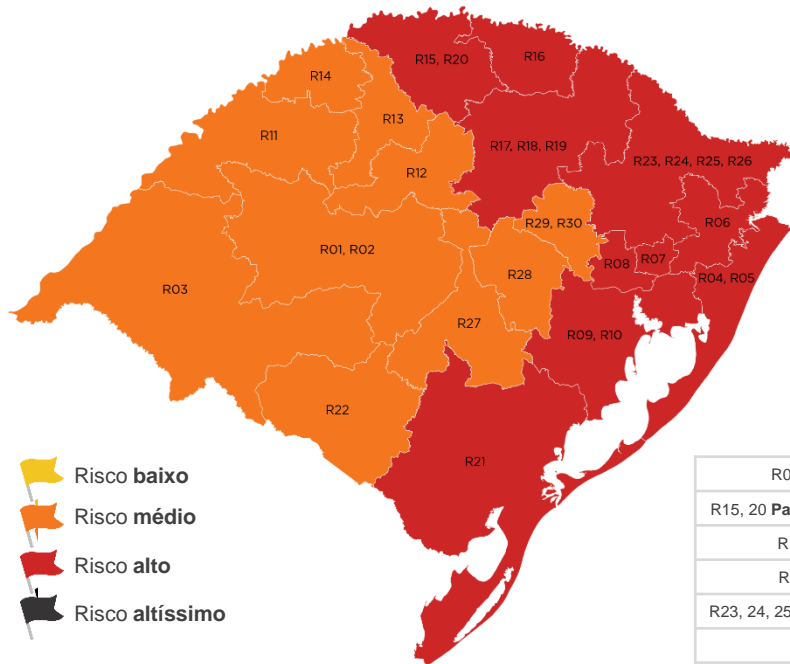 R14
R15, R20
R16
R11
R13
R17, R18, R19
R12
R23, R24, R25, R26
R29, R30
R06
R01, R02
R08
R07
R28
R03
R04, R05
R27
R09, R10
R22
R21
Risco baixo
Risco médio
Risco alto
Risco altíssimo
R0
R15, 20 Pa
R
R
R23, 24, 25